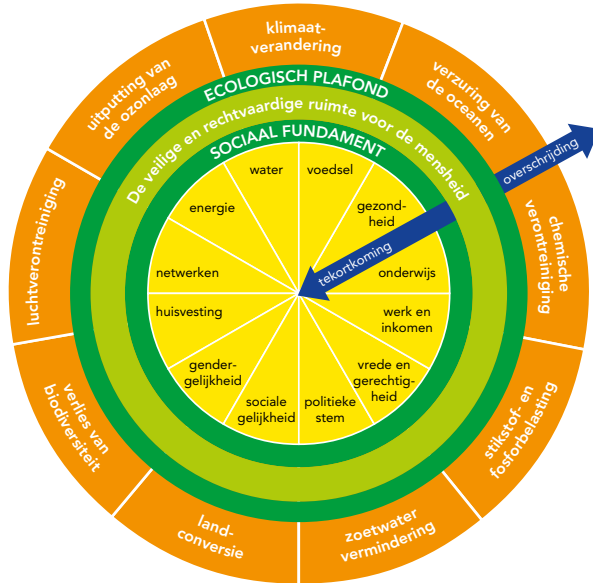 klimaat-
verandering
verzuring van
de oceanen
chemische
verontreiniging
stikstof- en
fosforbelasting
zoetwater
vermindering
land-
conversie
verlies van
biodiversiteit
luchtverontreiniging
uitputting van
de ozonlaag
ECOLOGISCH PLAFOND
De veilige en rechtvaardige ruimte voor de mensheid
SOCIAAL FUNDAMENT
overschrijding
tekortkoming
water
voedsel
gezond-
heid
onderwijs
werk en
inkomen
vrede en
gerechtig-
heid
politieke
stem
sociale
gelijkheid
gender-
gelijkheid
huisvesting
netwerken
energie